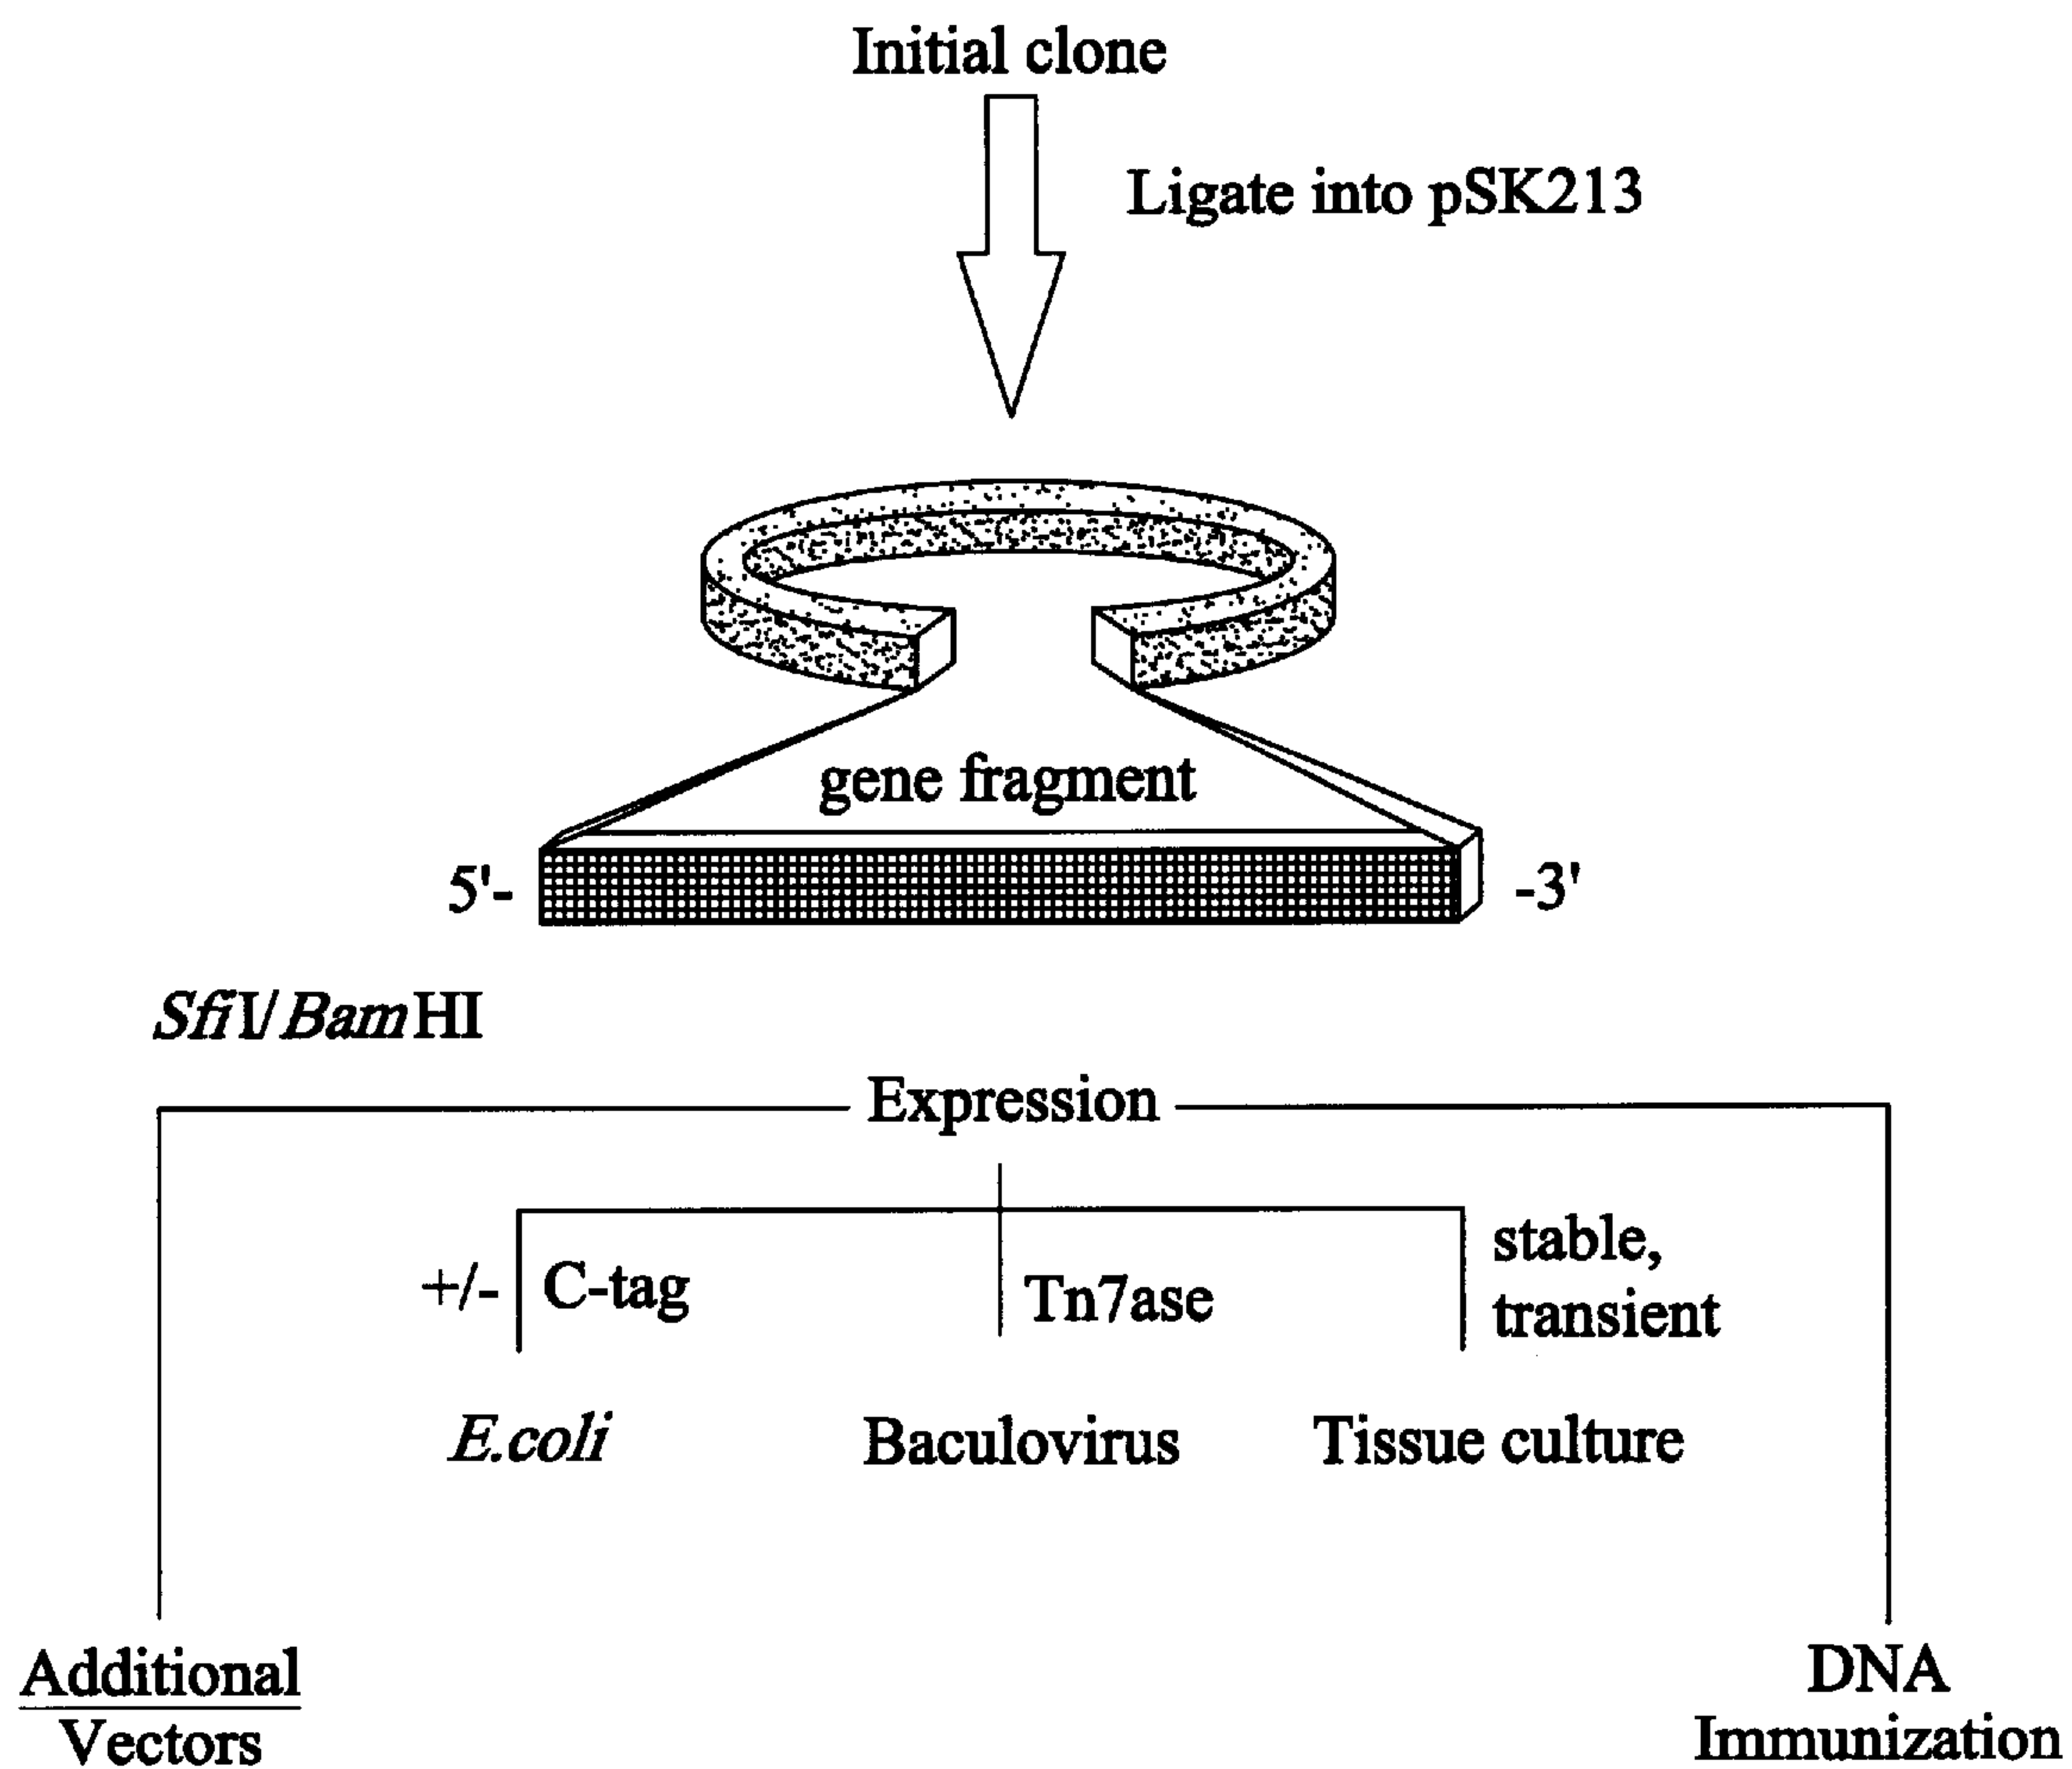 Initial clone
Ligate into pSK213
gene fragment
5'-
-3'
SfiI/BamHI
Expression
+/-
C-tag
Tn7ase
stable,
transient
E.coli
Baculovirus
Tissue culture
Additional
Vectors
DNA
Immunization